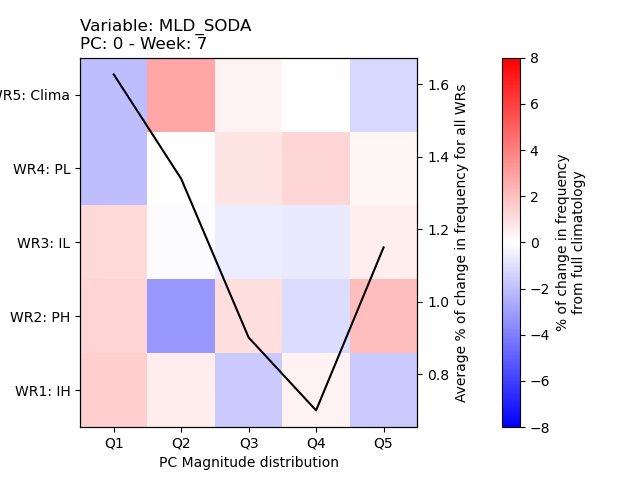 Variable: MLD_SODA
PC: 0 - Week: 7
WR5: Clima
WR4: PL
WR3: IL
WR2: PH
WR1: IH
Q1 Q2 Q3 Q4 Q5
PC Magnitude distribution
1.6
1.4
1.2
1.0
0.8
Average % of change in frequency for all WRs
8
6
4
2
0
−2
−4
−6
−8
% of change in frequency
from full climatology